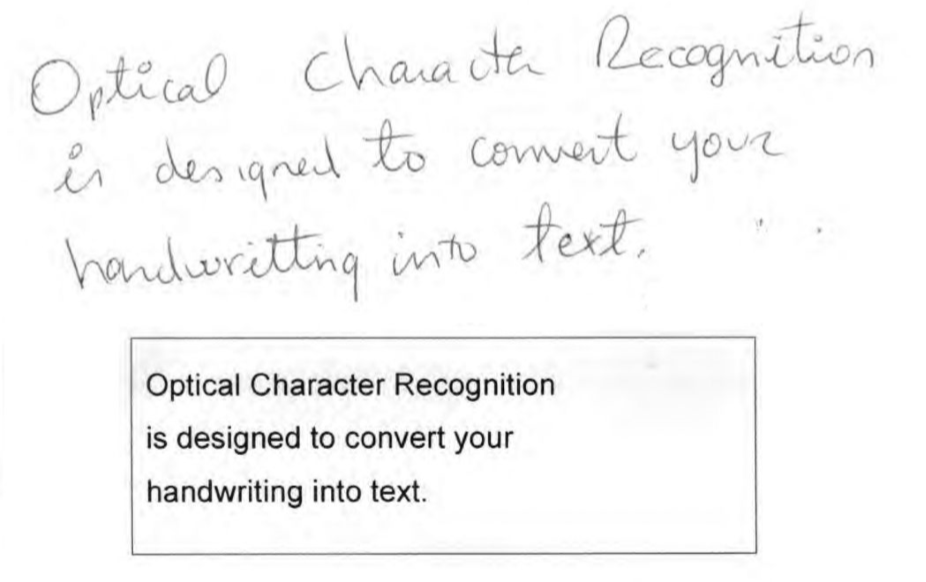 Optical Character Recognition
is designed to convert your
handwritting into text.
Optical Character Recognition
is designed to convert your
handwriting into text.